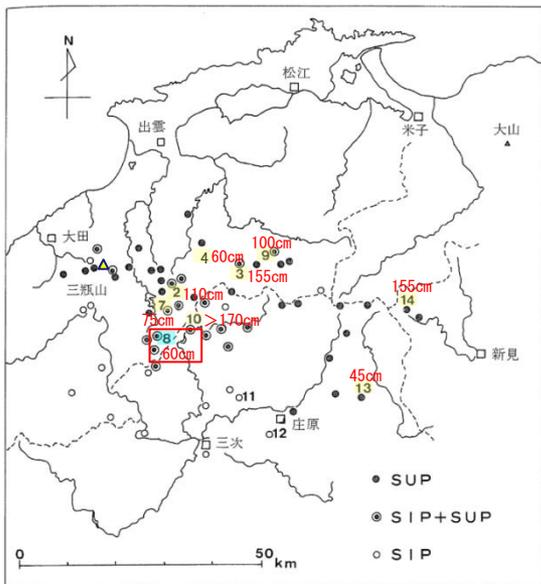 N
松江
出雲
米子
大山
大田
100cm
9
4 60cm
3
155cm
三瓶山
2
110cm
155cm
14
7
75cm
10
>170cm
8
60cm
新見
45cm
13
11
庄原
12
三次
SUP
SIP+SUP
SIP
0
50
km